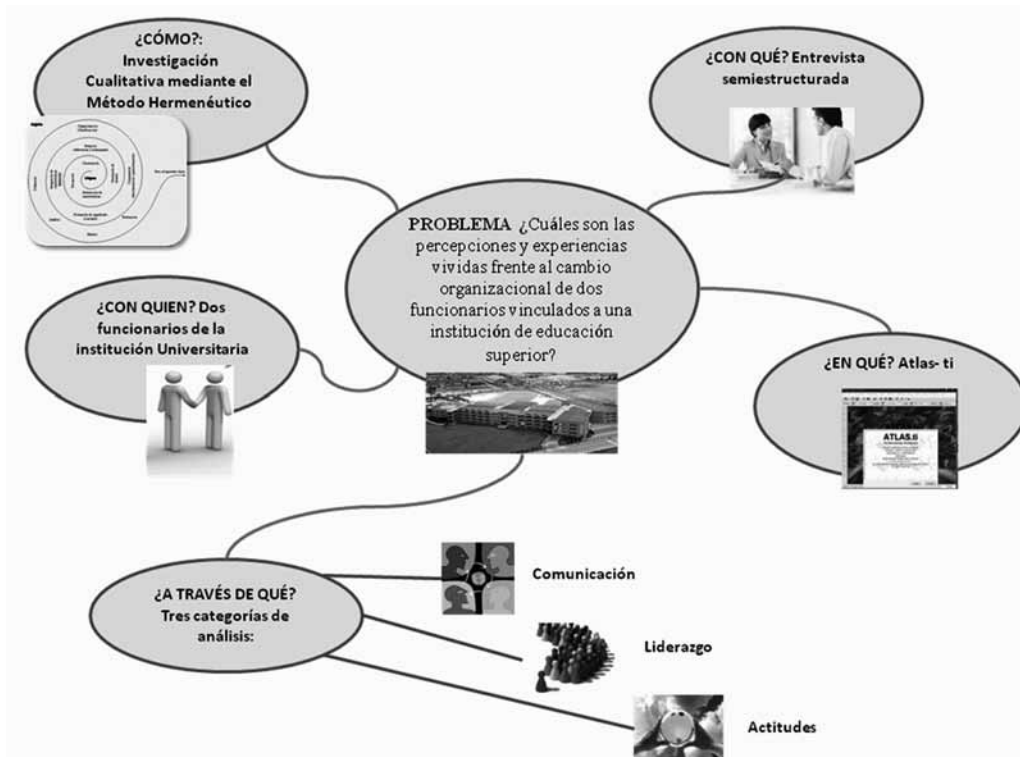 ¿CÓMO?:
Investigación
Cualitativa mediante el
Método Hermenéutico
¿CON QUÉ? Entrevista
semiestructurada
PROBLEMA ¿Cuáles son las
percepciones y experiencias
vividas frente al cambio
organizacional de dos
funcionarios vinculados a una
institución de educación
superior?
¿CON QUIEN? Dos
funcionarios de la
institución Universitaria
¿EN QUÉ? Atlas- ti
ATLAS.ti
¿A TRAVÉS DE QUÉ?
Tres categorías de
análisis:
Comunicación
Liderazgo
Actitudes